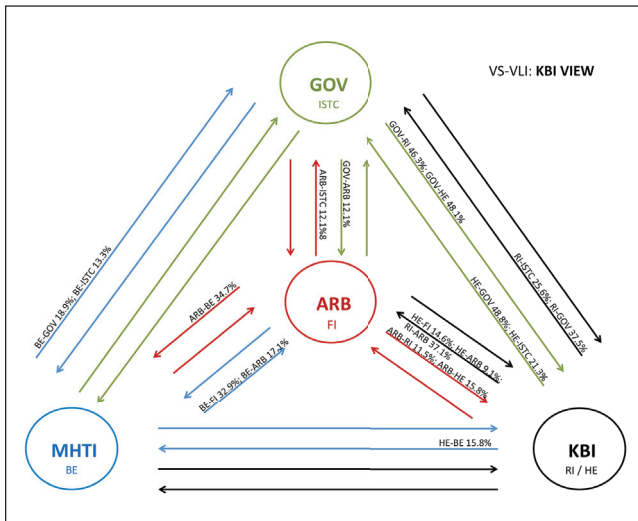 VS-VLI: KBI VIEW
GOV
ISTC
GOV-RI 46.3%; GOV-HE 48.1%
ARB-ISTC 12.1%8
GOV-ARB 12.1%
BE-GOV 18.9%; BE-ISTC 13.3%
RI-ISTC 25.6%; RI-GOV 37.5%
HE-GOV 48.8%; HE-ISTC 21.3%
ARB-BE 34.7%
ARB
FI
HE-FI 14.6%; HE-ARB 9.1%;
RI-ARB 37.1%
ARB-RI 11.5%; ARB-HE 15.8%
BE-FI 32.9%; BE-ARB 17.1%
MHTI
BE
HE-BE 15.8%
KBI
RI / HE